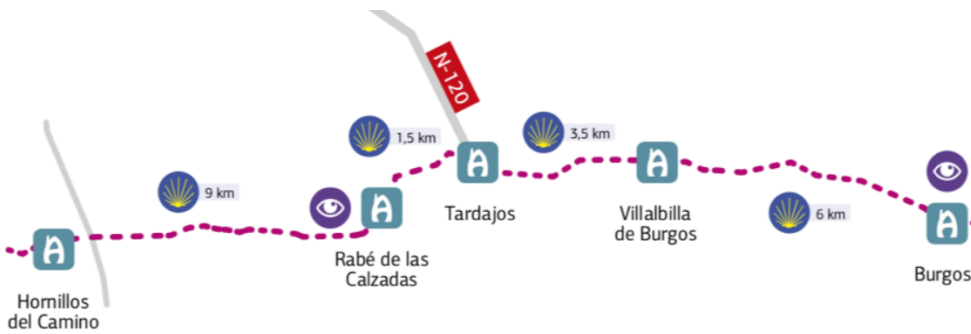 N-120
1,5 km
3,5 km
9 km
6 km
Tardajos
Villalbilla
de Burgos
Rabé de las
Calzadas
Burgos
Hornillos
del Camino